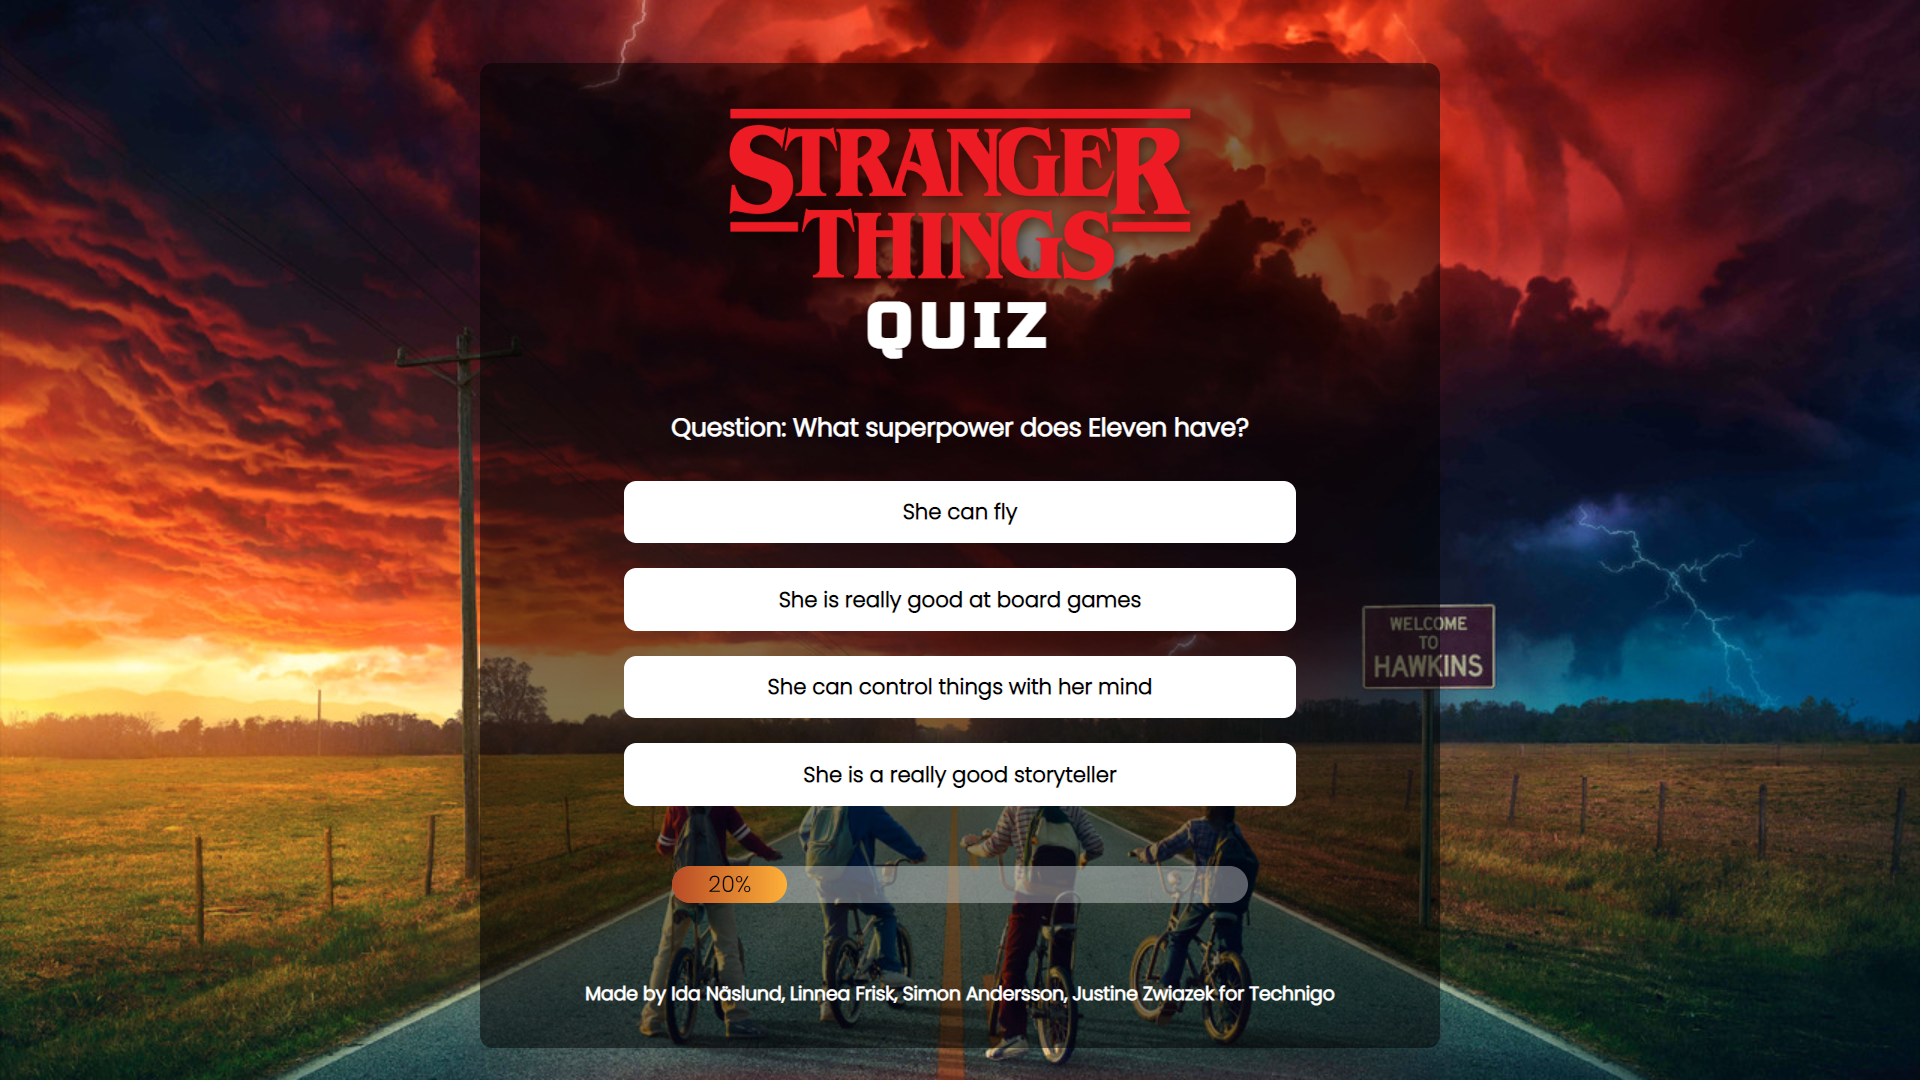 STRANGER
THINGS
QUIZ
Question: What superpower does Eleven have?
She can fly
She is really good at board games
She can control things with her mind
WELCOME
TO
HAWKINS
She is a really good storyteller
20%
Made by Ida Näslund, Linnea Frisk, Simon Andersson, Justine Zwiazek for Technigo